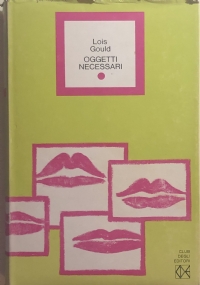 Lois
Gould
OGGETTI
NECESSARI
CLUB
DEGLI
EDITORI